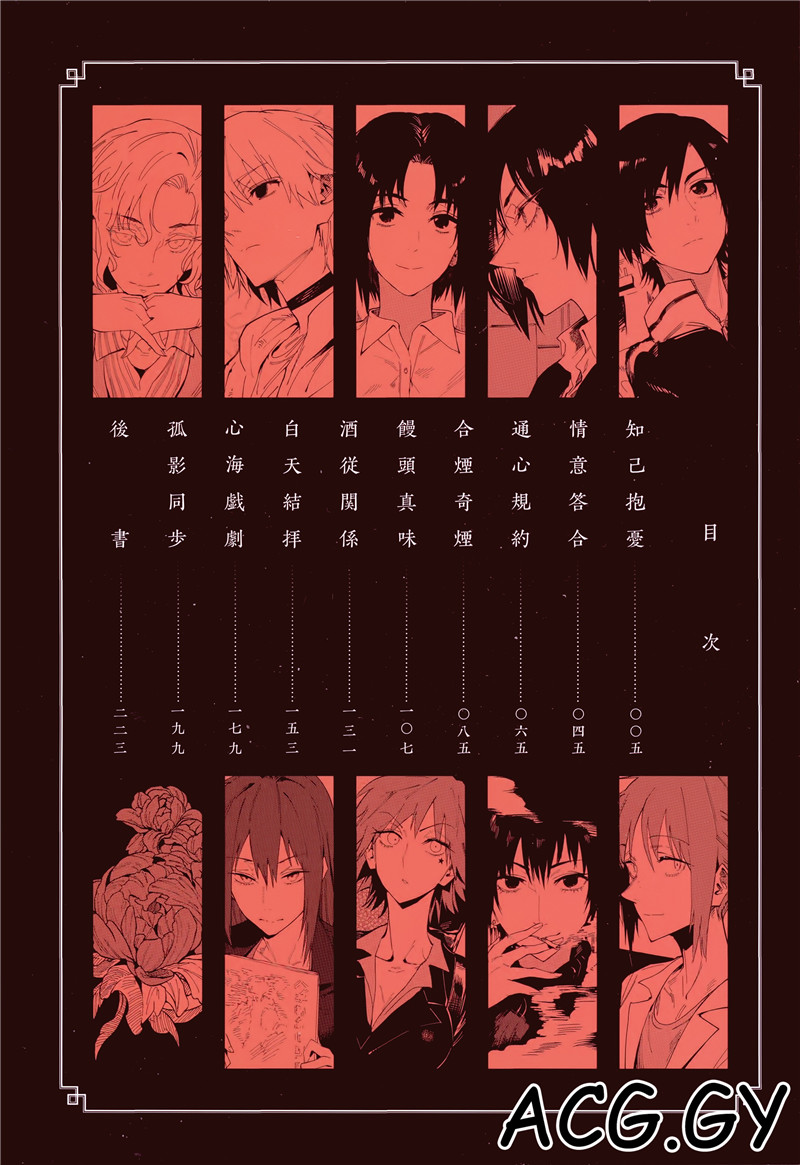 目次
知己抱憂 〇〇五
情意答合 〇四五
通心規約 〇六五
合煙奇煙 〇八五
饅頭真味 一〇七
酒従関係 一三一
白天結拝 一五三
心海戯劇 一七九
孤影同歩 一九九
後書 二二三
ACG.GY